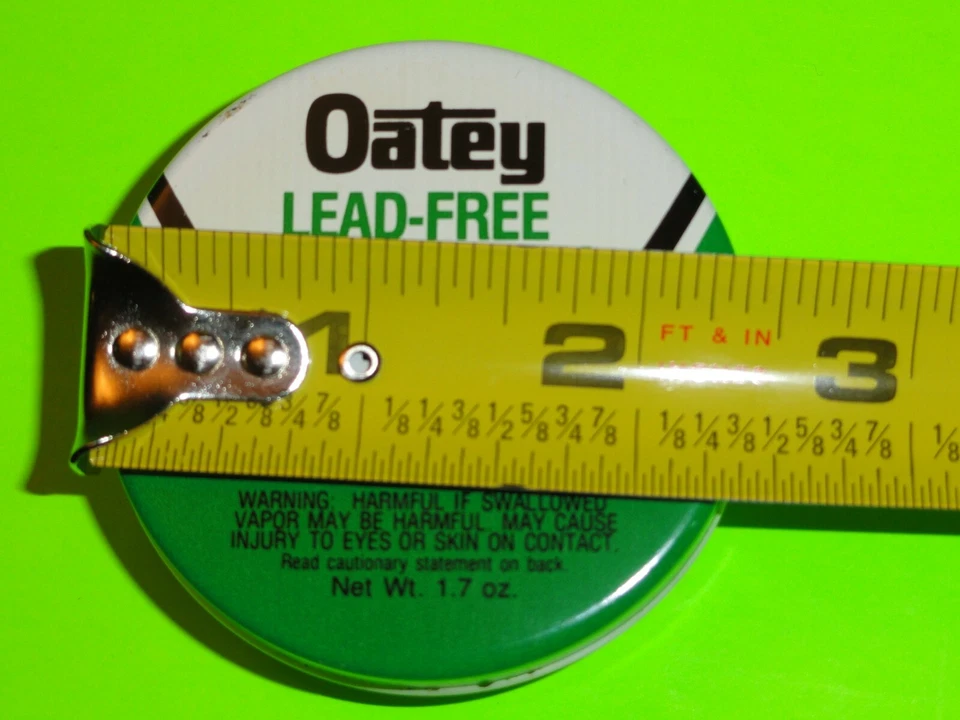 Oatey
LEAD-FREE
1 2 FT & IN 3
1/8 1/2 3/4 7/8 1/8 1/4 3/8 1/2 5/8 3/4 7/8 1/8 1/4 3/8 1/2 5/8 3/4 7/8 1/8
WARNING: HARMFUL IF SWALLOWED
VAPOR MAY BE HARMFUL MAY CAUSE
INJURY TO EYES OR SKIN ON CONTACT.
Read cautionary statement on back.
Net Wt. 1.7 oz.